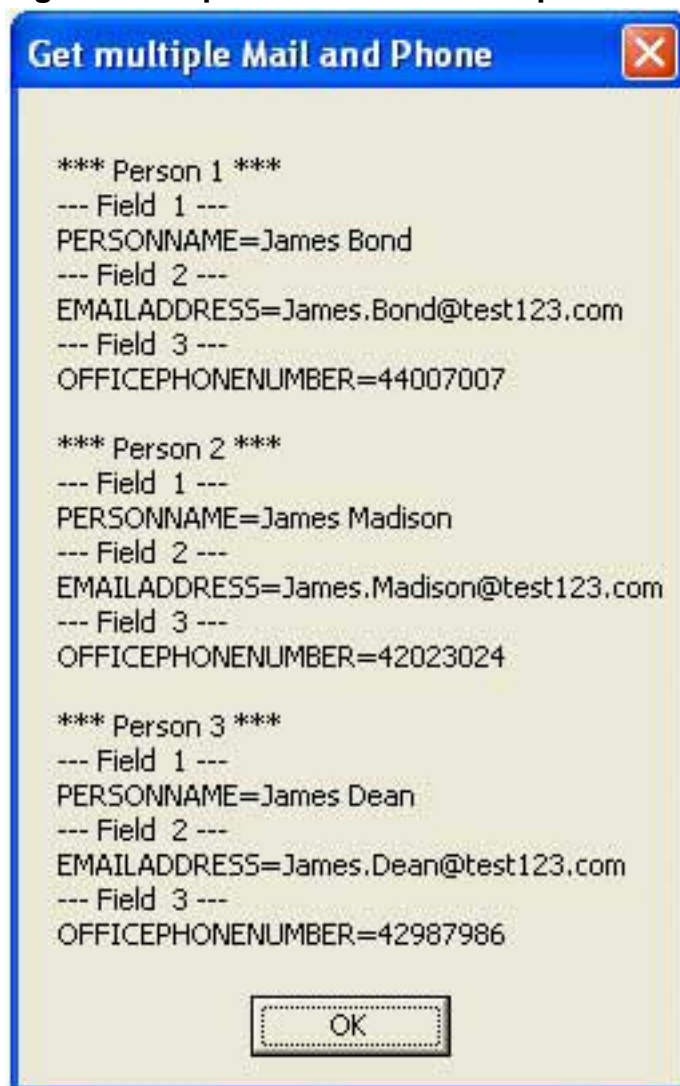 Get multiple Mail and Phone
*** Person 1 ***
--- Field 1 ---
PERSONNAME=James Bond
--- Field 2 ---
EMAILADDRESS=James.Bond@test123.com
--- Field 3 ---
OFFICEPHONENUMBER=44007007
*** Person 2 ***
--- Field 1 ---
PERSONNAME=James Madison
--- Field 2 ---
EMAILADDRESS=James.Madison@test123.com
--- Field 3 ---
OFFICEPHONENUMBER=42023024
*** Person 3 ***
--- Field 1 ---
PERSONNAME=James Dean
--- Field 2 ---
EMAILADDRESS=James.Dean@test123.com
--- Field 3 ---
OFFICEPHONENUMBER=42987986
OK